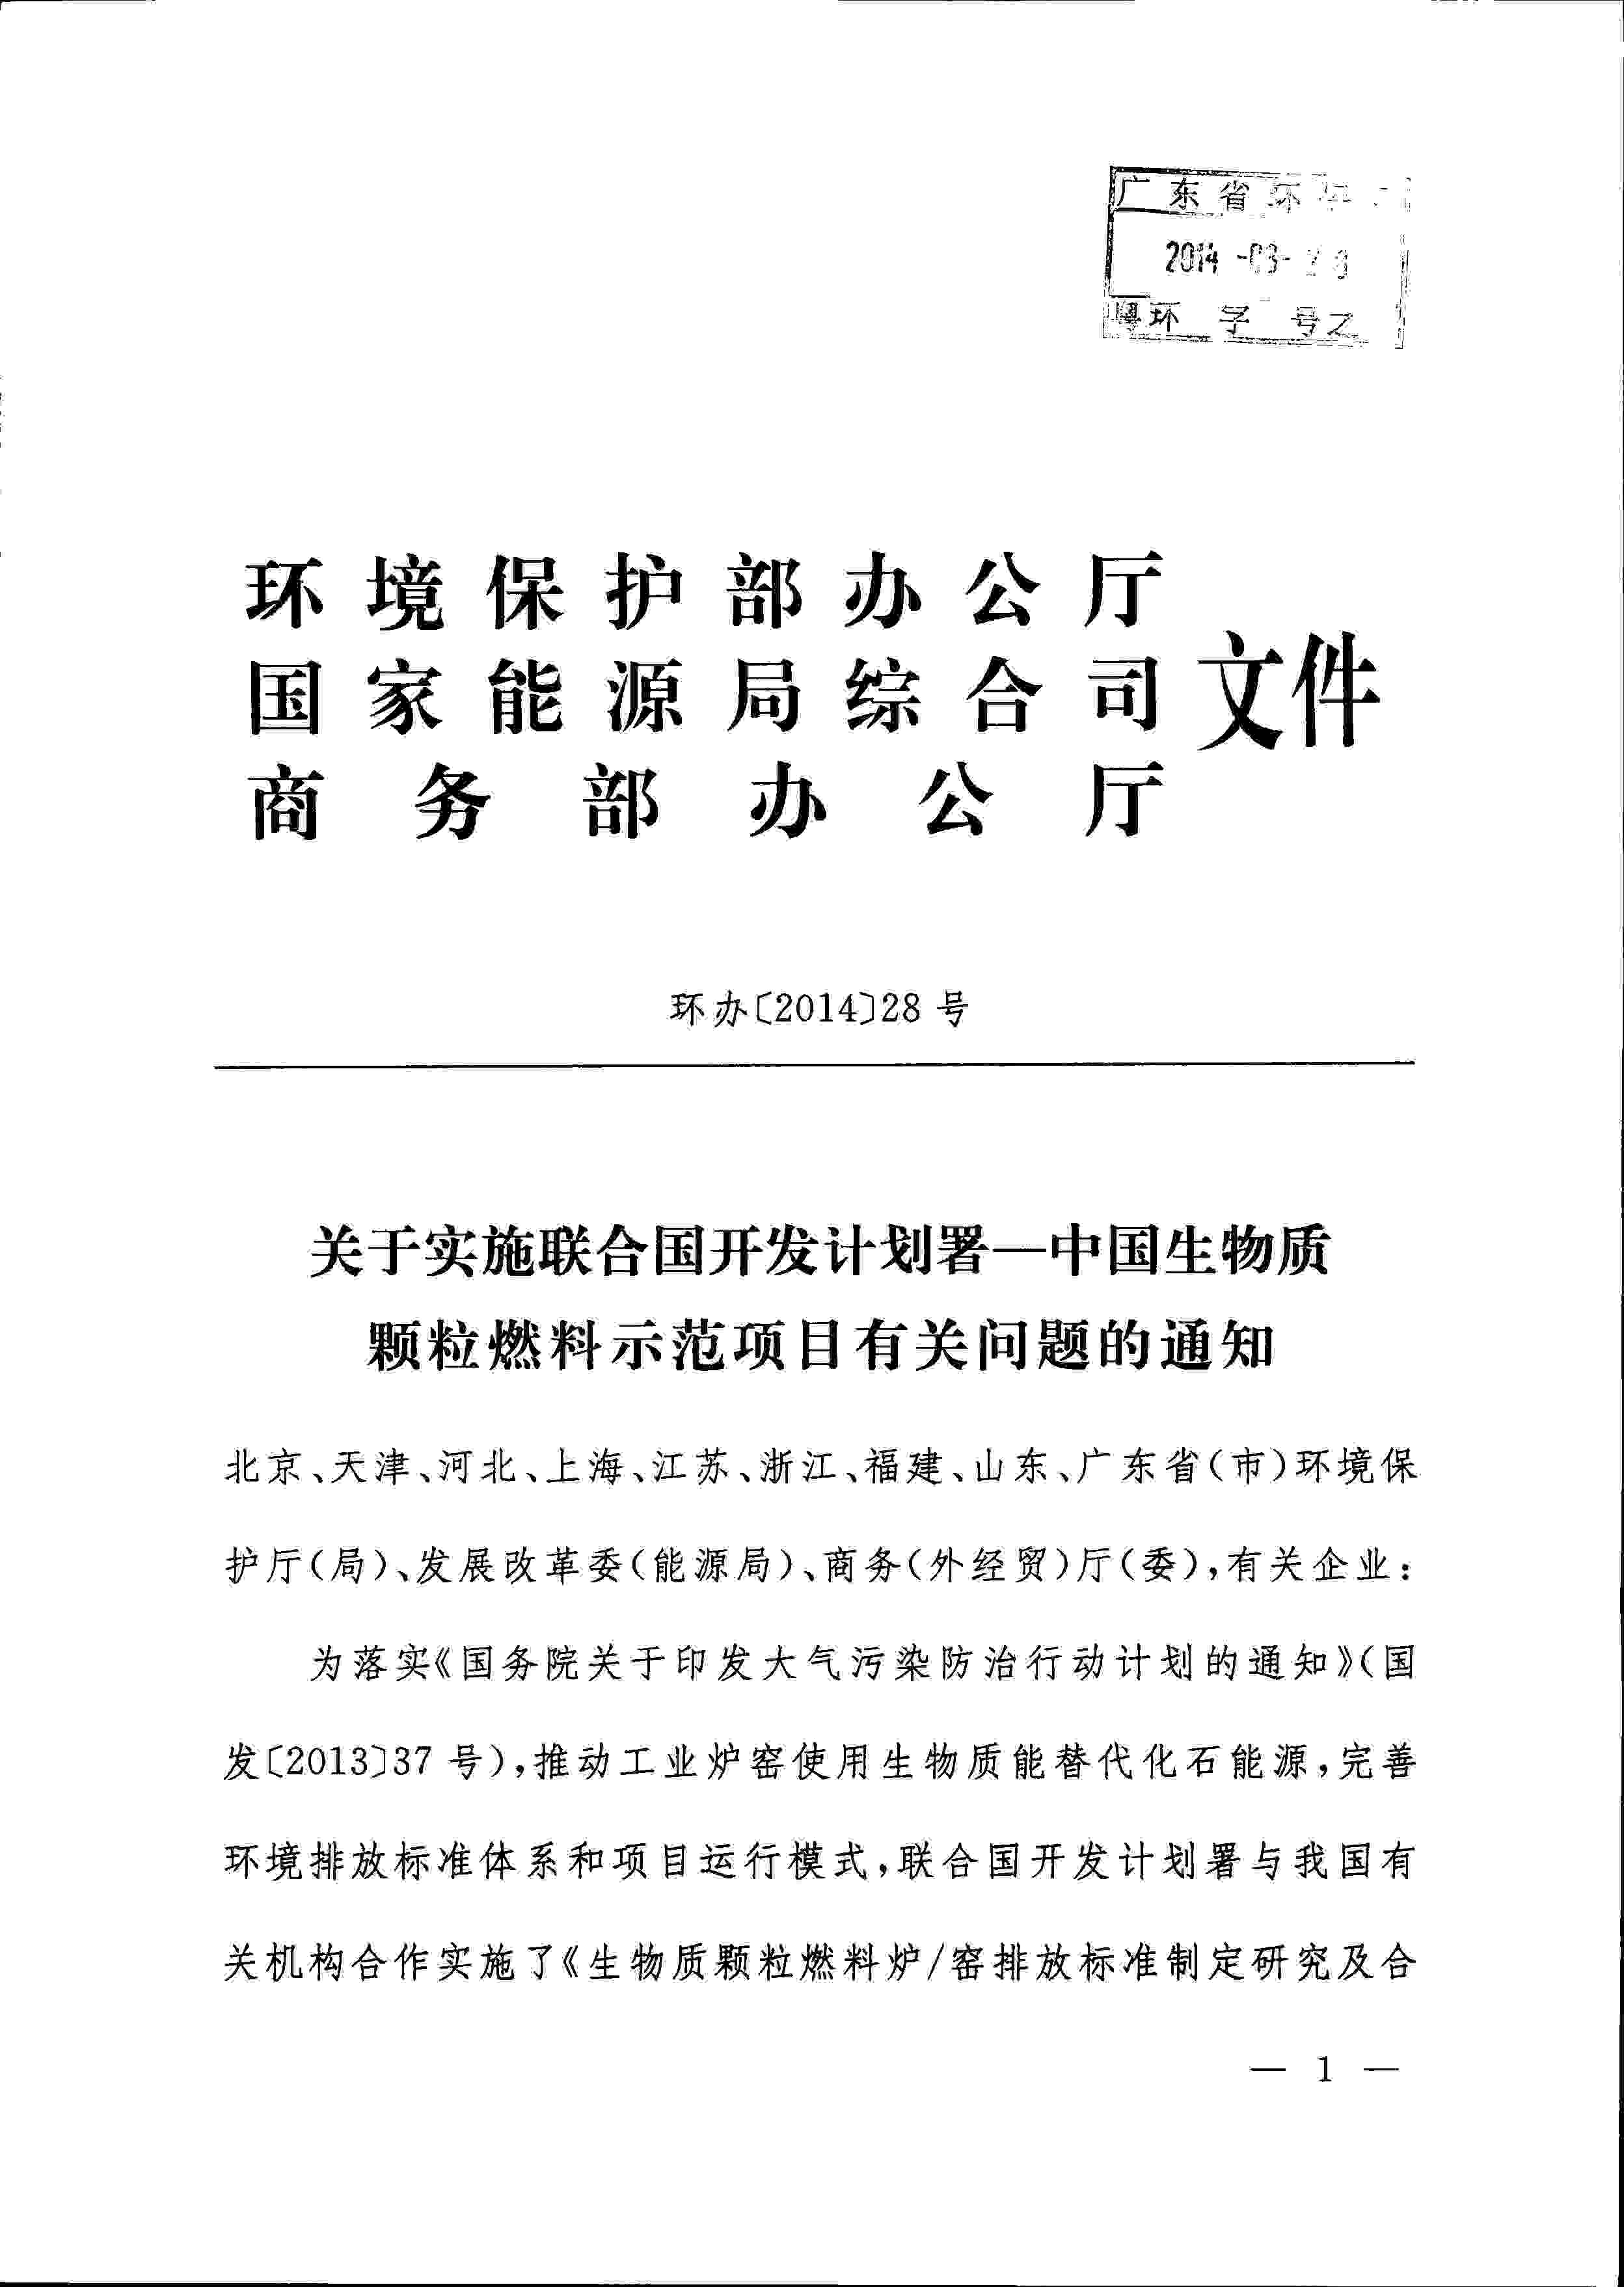 广东省环
2014-03-
粤环 字 号之
环境保护部办公厅
国家能源局综合司
文件
商务部办公厅
环办〔2014〕28号
关于实施联合国开发计划署—中国生物质
颗粒燃料示范项目有关问题的通知
北京、天津、河北、上海、江苏、浙江、福建、山东、广东省(市)环境保
护厅(局)、发展改革委(能源局)、商务(外经贸)厅(委),有关企业:
为落实《国务院关于印发大气污染防治行动计划的通知》(国
发〔2013〕37号),推动工业炉窑使用生物质能替代化石能源,完善
环境排放标准体系和项目运行模式,联合国开发计划署与我国有
关机构合作实施了《生物质颗粒燃料炉/窑排放标准制定研究及合
— 1 —